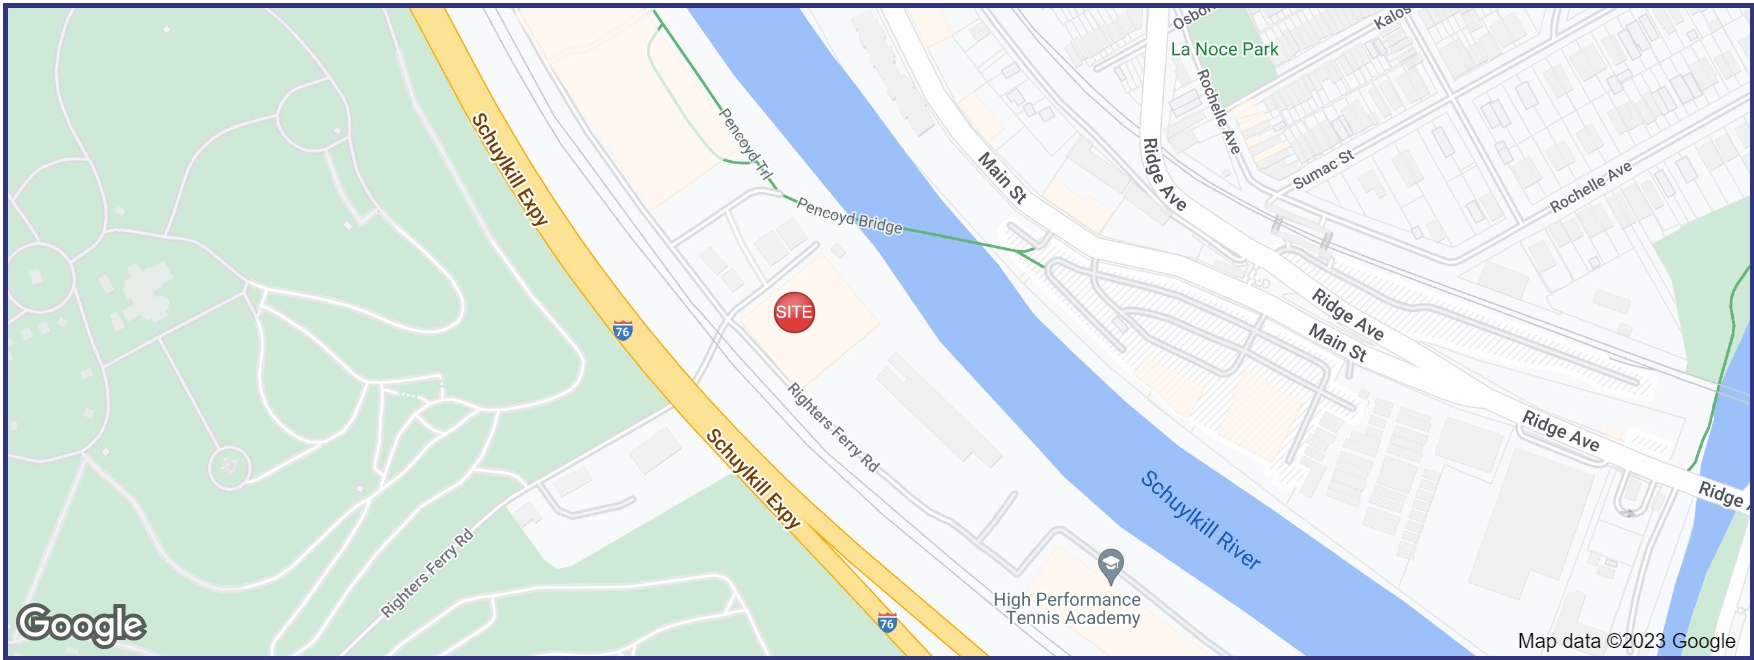 Osborn
Kalos
La Noce Park
Rochelle Ave
Schuylkill Expy
Pencoyd Trl
Main St
Ridge Ave
Sumac St
Rochelle Ave
Pencoyd Bridge
76
SITE
Ridge Ave
Main St
Righters Ferry Rd
Ridge Ave
Schuylkill Expy
Schuylkill River
Ridge A
Righters Ferry Rd
High Performance
Tennis Academy
76
Google
Map data ©2023 Google